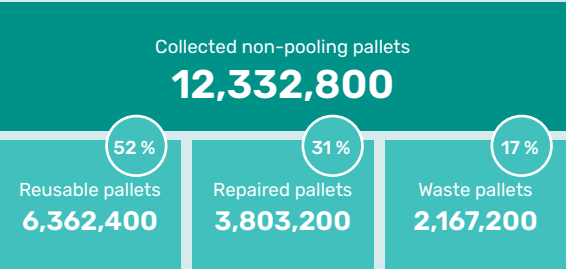 Collected non-pooling pallets
12,332,800
52 %
31 %
17 %
Reusable pallets
Repaired pallets
Waste pallets
6,362,400
3,803,200
2,167,200